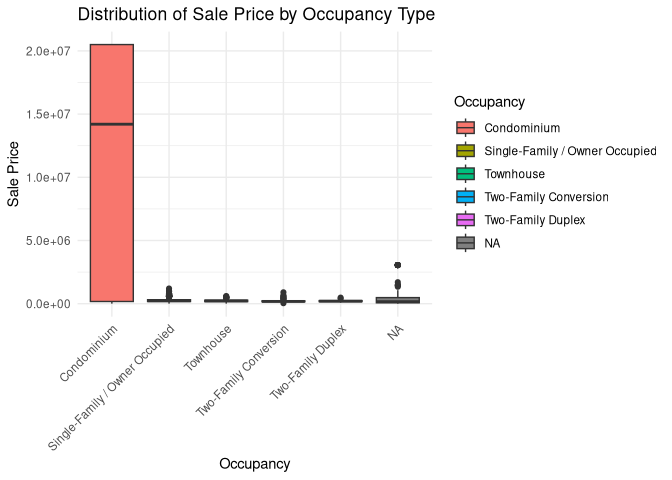 Distribution of Sale Price by Occupancy Type
Sale Price
2.0e+07
1.5e+07
1.0e+07
5.0e+06
0.0e+00
Condominium
Single-Family / Owner Occupied
Townhouse
Two-Family Conversion
Two-Family Duplex
NA
Occupancy
Occupancy
Condominium
Single-Family / Owner Occupied
Townhouse
Two-Family Conversion
Two-Family Duplex
NA